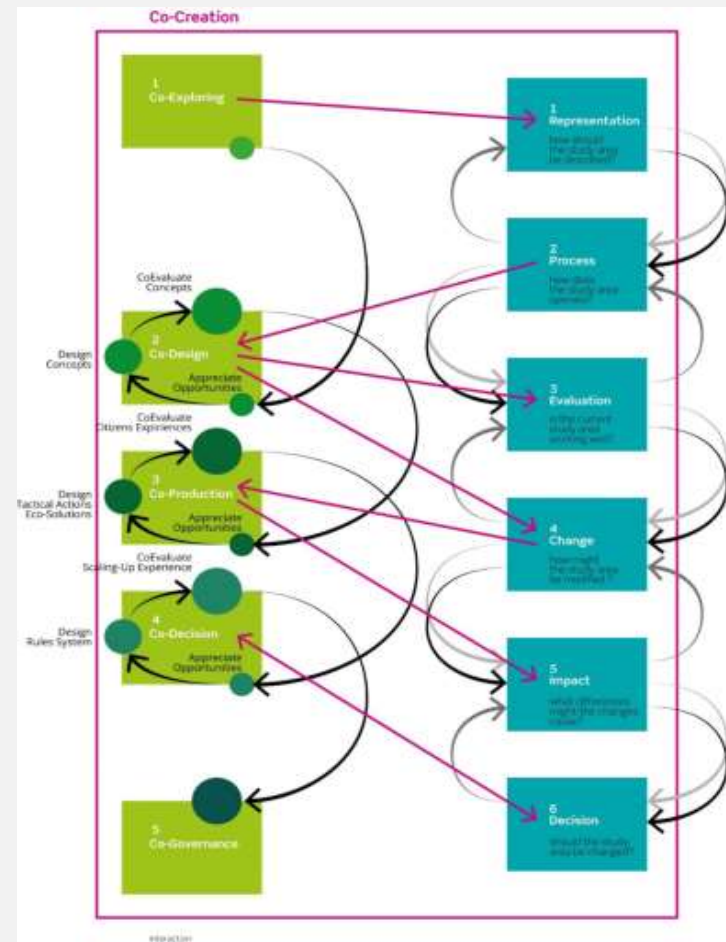 Co-Creation
1
Co-Exploring
CoEvaluate
Concepts
Design
Concepts
2
Co-Design
Appreciate
Opportunities
CoEvaluate
Citizens Expiriences
Design
Tactical Actions
Eco-Solutions
3
Co-Production
Appreciate
Opportunities
CoEvaluate
Scaling-Up Experience
Design
Rules System
4
Co-Decision
Appreciate
Opportunities
5
Co-Governance
1
Representation
how should
the study area
be described?
2
Process
how does
the study area
operate?
3
Evaluation
is the current
study area
working well?
4
Change
how might
the study area
be modified ?
5
Impact
what differences
might the changes
cause?
6
Decision
should the study
area be changed?
Interaction